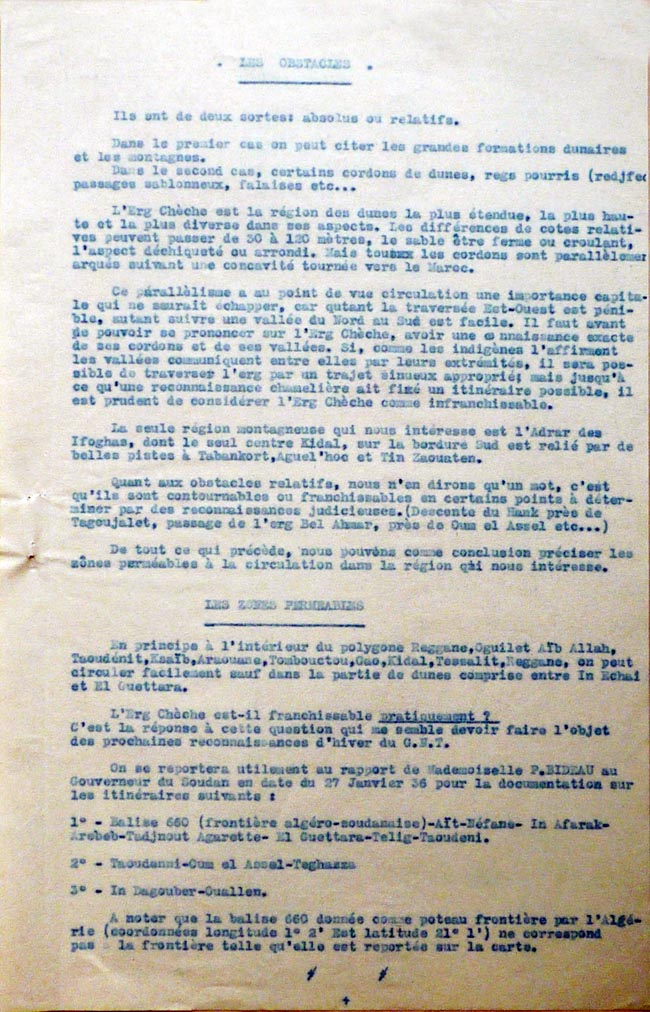 . LES OBSTACLES .
Ils ont de deux sortes: absolus ou relatifs.
Dans le premier cas on peut citer les grandes formations dunaires
et les montagnes.
Dans le second cas, certains cordons de dunes, regs pourris (redjfec
passages sablonneux, falaises etc...
L'Erg Chèche est la région des dunes la plus étendue, la plus hau-
te et la plus diverse dans ses aspects. Les différences de cotes relati-
ves peuvent passer de 30 à 120 mètres, le sable être ferme ou croulant,
l'aspect déchiqueté ou arrondi. Mais tousxx les cordons sont parallèlemen
arqués suivant une concavité tournée vers le Maroc.
Ce parallèlisme a au point de vue circulation une importance capita-
le qui ne saurait échapper, car qutant la traversée Est-Ouest est péni-
ble, autant suivre une vallée du Nord au Sud est facile. Il faut avant
de pouvoir se prononcer sur l'Erg Chèche, avoir une connaissance exacte
de ses cordons et de ses vallées. Si, comme les indigènes l'affirment
les vallées communiquent entre elles par leurs extrémités, il sera pos-
sible de traverser l'erg par un trajet sinueux approprié; mais jusqu'à
ce qu'une reconnaissance chamelière ait fixé un itinéraire possible, il
est prudent de considérer l'Erg Chèche comme infranchissable.
La seule région montagneuse qui nous intéresse est l'Adrar des
Ifoghas, dont le seul centre Kidal, sur la bordure Sud est relié par de
belles pistes à Tabankort,Aguel'hoc et Tin Zaouaten.
Quant aux obstacles relatifs, nous n'en dirons qu'un mot, c'est
qu'ils sont contournables ou franchissables en certains points à déter-
miner par des reconnaissances judicieuses.(Descente du Hank près de
Tagoujalet, passage de l'erg Bel Ahmar, près de Oum el Assel etc...)
De tout ce qui précède, nous pouvons comme conclusion préciser les
zônes perméables à la circulation dans la région qui nous intéresse.
LES ZONES PERMEABLES
En principe à l'intérieur du polygone Reggane,Oguilet Aïb Allah,
Taoudénit,Ksaïb,Araouane,Tombouctou,Gao,Kidal,Tessalit,Reggane, on peut
circuler facilement sauf dans la partie de dunes comprise entre In Echai
et El Guettara.
L'Erg Chèche est-il franchissable pratiquement ?
C'est la réponse à cette question qui me semble devoir faire l'objet
des prochaines reconnaissances d'hiver du G.N.T.
On se reportera utilement au rapport de Mademoiselle P.BIDEAU au
Gouverneur du Soudan en date du 27 Janvier 36 pour la documentation sur
les itinéraires suivants :
1° - Balise 660 (frontière algéro-soudanaise)-Aït-Néfane- In Afarak-
Arebeb-Tadjnout Agarette- El Guettara-Telig-Taoudeni.
2° - Taoudenni-Oum el Assel-Teghazza
3° - In Dagouber-Ouallen.
A noter que la balise 660 donnée comme poteau frontière par l'Algé-
rie (coordonnées longitude 1° 2' Est latitude 21° 1') ne correspond
pas à la frontière telle qu'elle est reportée sur la carte.